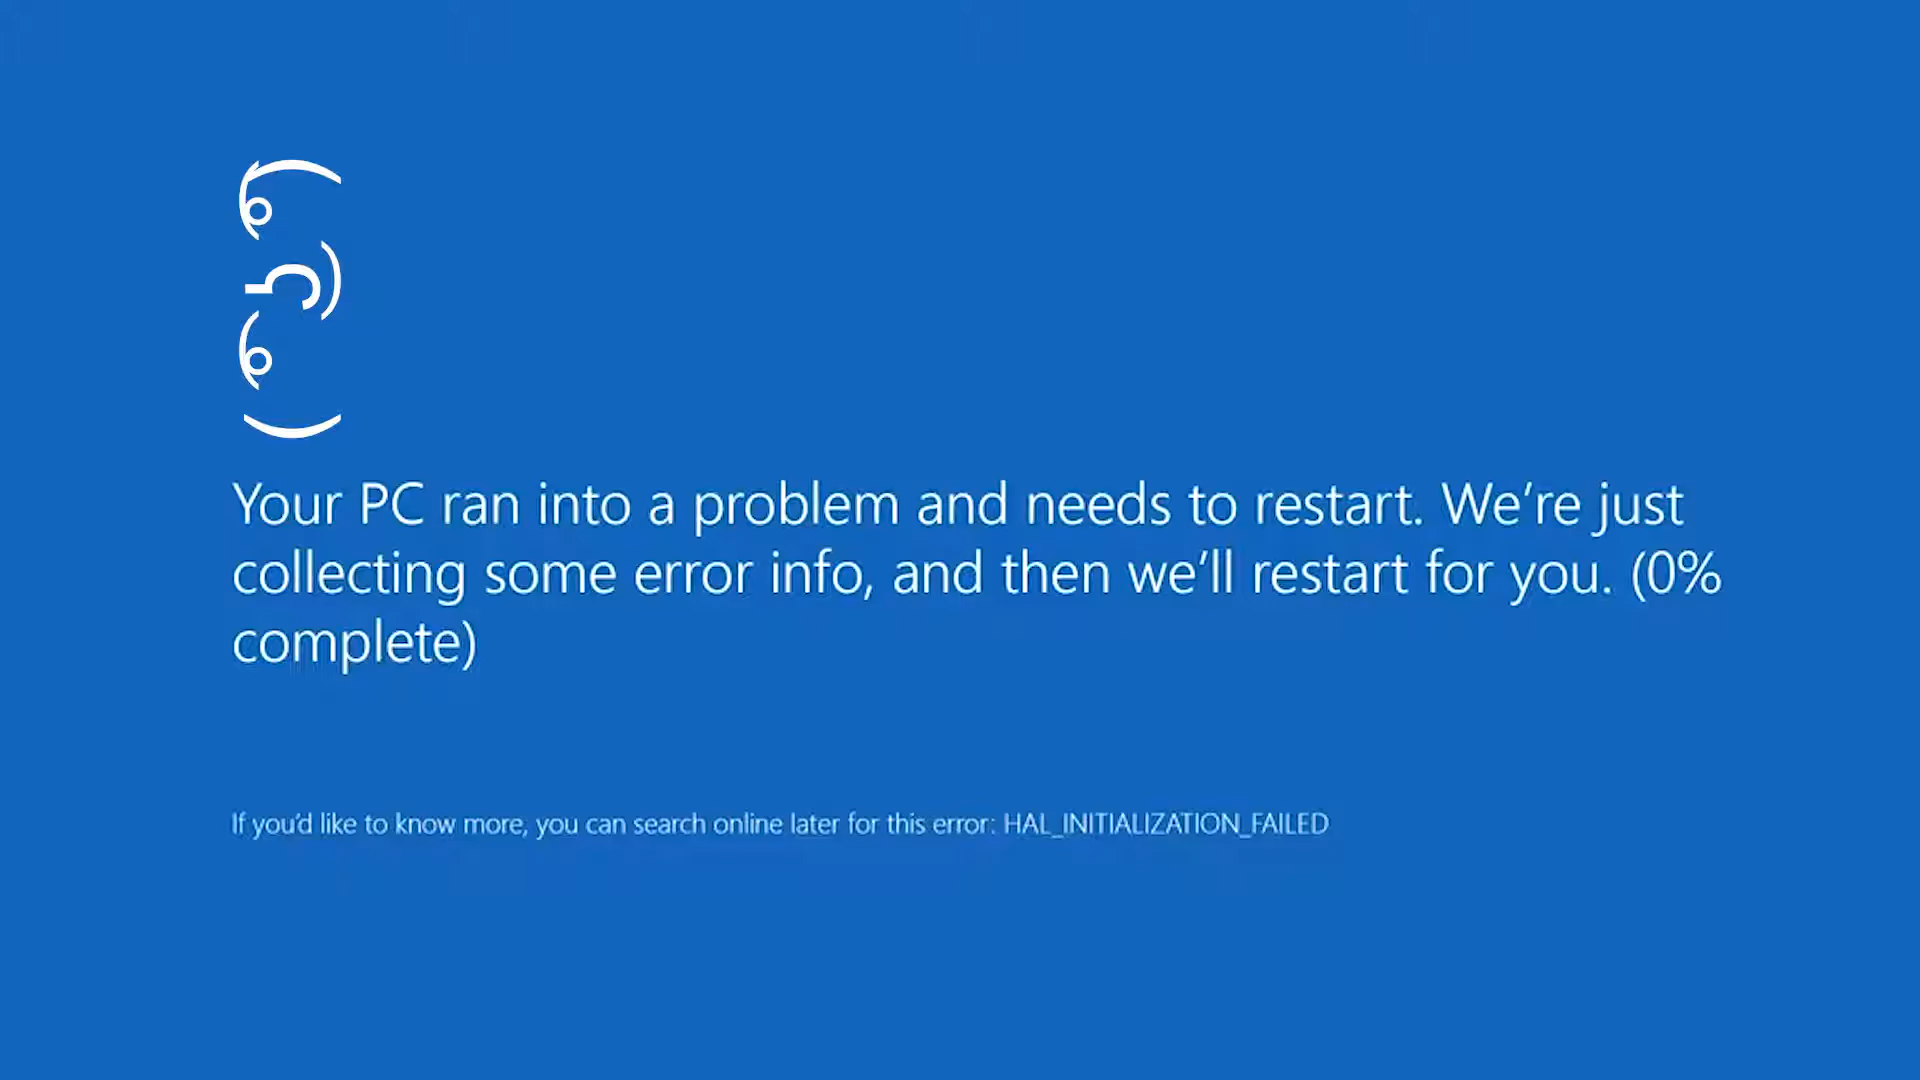 ( ͡° ͜ʖ ͡°)
Your PC ran into a problem and needs to restart. We're just
collecting some error info, and then we'll restart for you. (0%
complete)
If you'd like to know more, you can search online later for this error: HAL_INITIALIZATION_FAILED